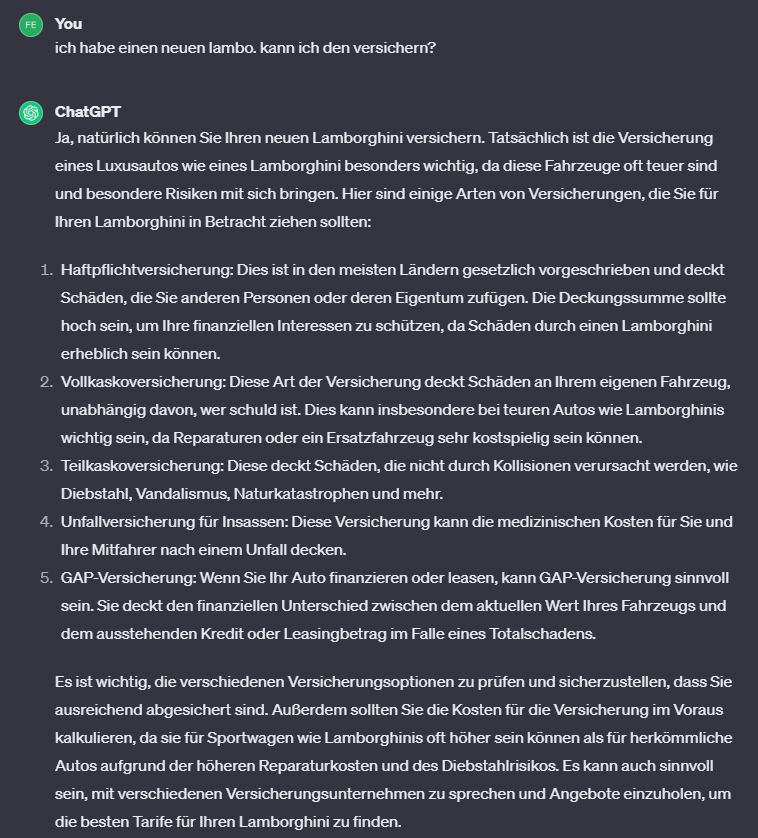 FE
You
ich habe einen neuen lambo. kann ich den versichern?
ChatGPT
Ja, natürlich können Sie Ihren neuen Lamborghini versichern. Tatsächlich ist die Versicherung
eines Luxusautos wie eines Lamborghini besonders wichtig, da diese Fahrzeuge oft teuer sind
und besondere Risiken mit sich bringen. Hier sind einige Arten von Versicherungen, die Sie für
Ihren Lamborghini in Betracht ziehen sollten:
1. Haftpflichtversicherung: Dies ist in den meisten Ländern gesetzlich vorgeschrieben und deckt
Schäden, die Sie anderen Personen oder deren Eigentum zufügen. Die Deckungssumme sollte
hoch sein, um Ihre finanziellen Interessen zu schützen, da Schäden durch einen Lamborghini
erheblich sein können.
2. Vollkaskoversicherung: Diese Art der Versicherung deckt Schäden an Ihrem eigenen Fahrzeug,
unabhängig davon, wer schuld ist. Dies kann insbesondere bei teuren Autos wie Lamborghinis
wichtig sein, da Reparaturen oder ein Ersatzfahrzeug sehr kostspielig sein können.
3. Teilkaskoversicherung: Diese deckt Schäden, die nicht durch Kollisionen verursacht werden, wie
Diebstahl, Vandalismus, Naturkatastrophen und mehr.
4. Unfallversicherung für Insassen: Diese Versicherung kann die medizinischen Kosten für Sie und
Ihre Mitfahrer nach einem Unfall decken.
5. GAP-Versicherung: Wenn Sie Ihr Auto finanzieren oder leasen, kann GAP-Versicherung sinnvoll
sein. Sie deckt den finanziellen Unterschied zwischen dem aktuellen Wert Ihres Fahrzeugs und
dem ausstehenden Kredit oder Leasingbetrag im Falle eines Totalschadens.
Es ist wichtig, die verschiedenen Versicherungsoptionen zu prüfen und sicherzustellen, dass Sie
ausreichend abgesichert sind. Außerdem sollten Sie die Kosten für die Versicherung im Voraus
kalkulieren, da sie für Sportwagen wie Lamborghinis oft höher sein können als für herkömmliche
Autos aufgrund der höheren Reparaturkosten und des Diebstahlrisikos. Es kann auch sinnvoll
sein, mit verschiedenen Versicherungsunternehmen zu sprechen und Angebote einzuholen, um
die besten Tarife für Ihren Lamborghini zu finden.